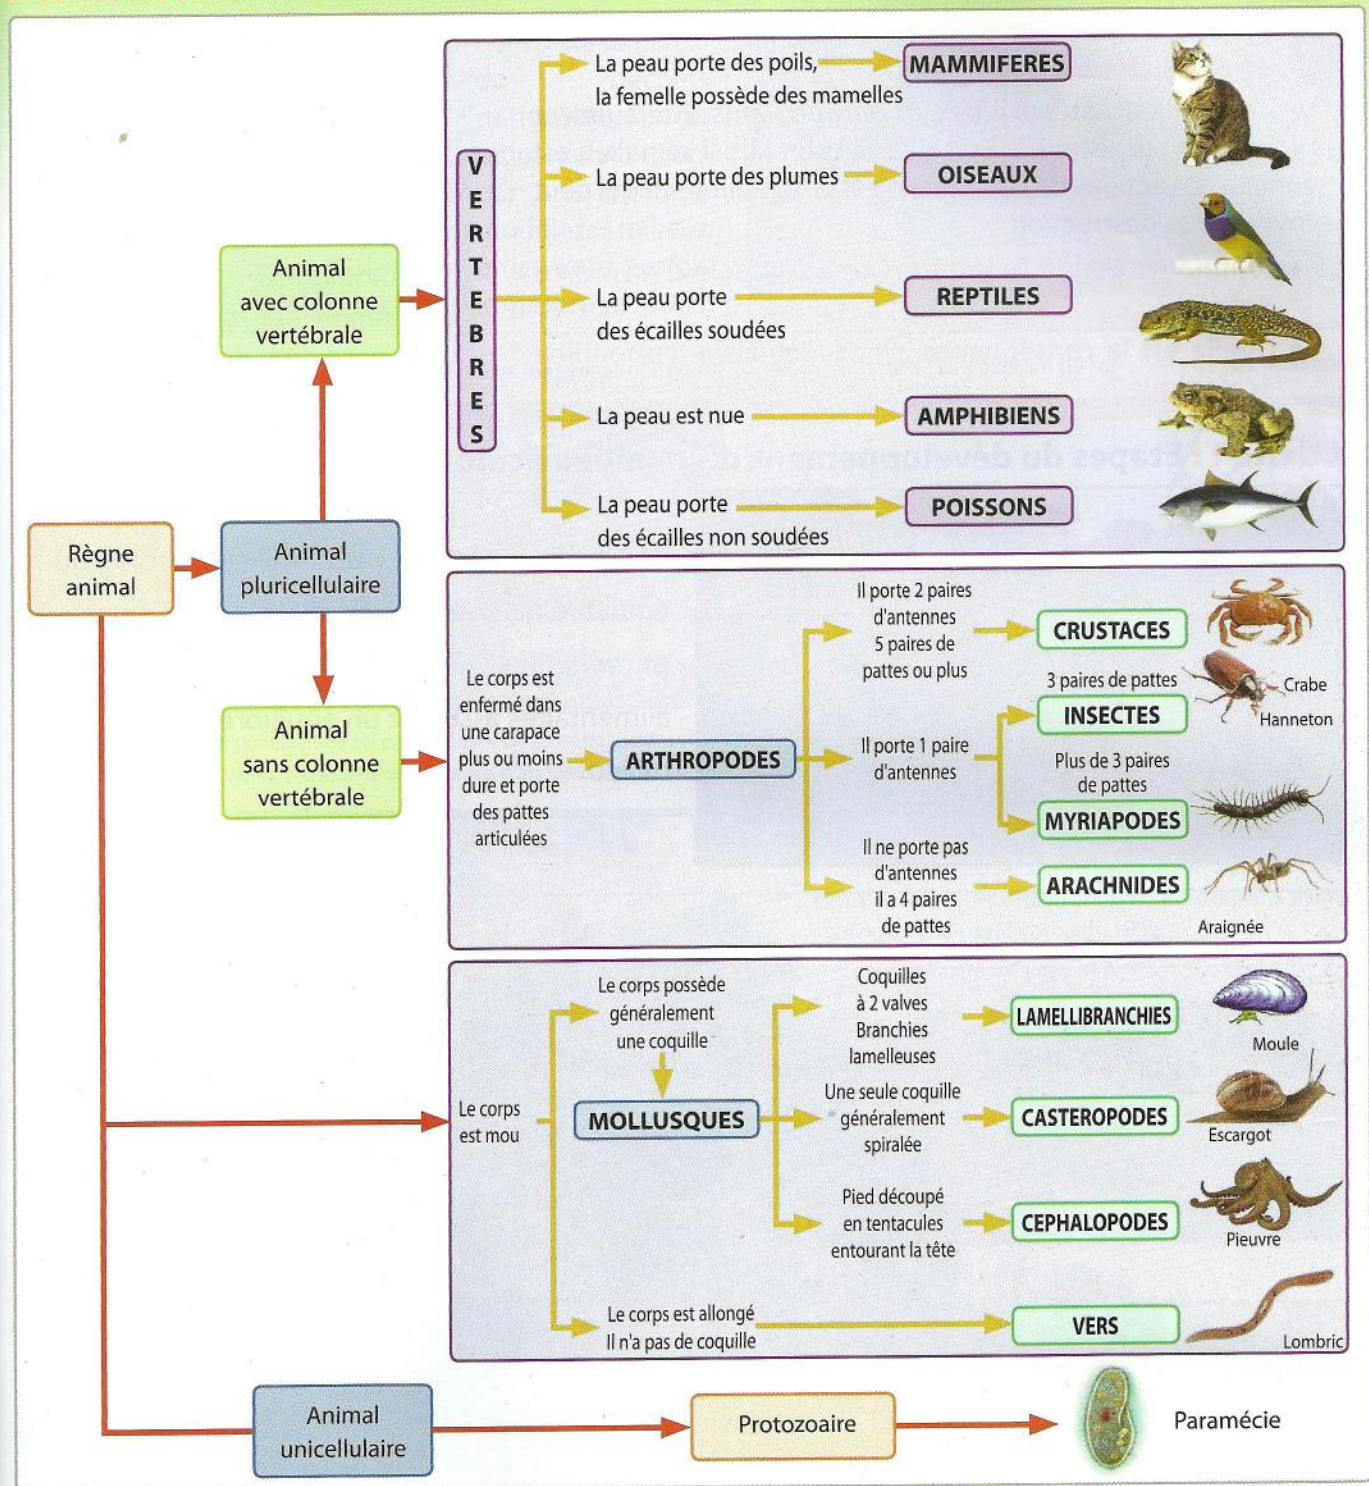 La peau porte des poils,
la femelle possède des mamelles
MAMMIFERES
VERTEBRES
La peau porte des plumes
OISEAUX
Animal
avec colonne
vertébrale
La peau porte
des écailles soudées
REPTILES
La peau est nue
AMPHIBIENS
La peau porte
des écailles non soudées
POISSONS
Règne
animal
Animal
pluricellulaire
Animal
sans colonne
vertébrale
Le corps est
enfermé dans
une carapace
plus ou moins
dure et porte
des pattes
articulées
ARTHROPODES
Il porte 2 paires
d'antennes
5 paires de
pattes ou plus
CRUSTACES
Crabe
Il porte 1 paire
d'antennes
3 paires de pattes
INSECTES
Hanneton
Plus de 3 paires
de pattes
MYRIAPODES
Il ne porte pas
d'antennes
il a 4 paires
de pattes
ARACHNIDES
Araignée
Le corps
est mou
Le corps possède
généralement
une coquille
MOLLUSQUES
Coquilles
à 2 valves
Branchies
lamelleuses
LAMELLIBRANCHIES
Moule
Une seule coquille
généralement
spiralée
CASTEROPODES
Escargot
Pied découpé
en tentacules
entourant la tête
CEPHALOPODES
Pieuvre
Le corps est allongé
Il n'a pas de coquille
VERS
Lombric
Animal
unicellulaire
Protozoaire
Paramécie